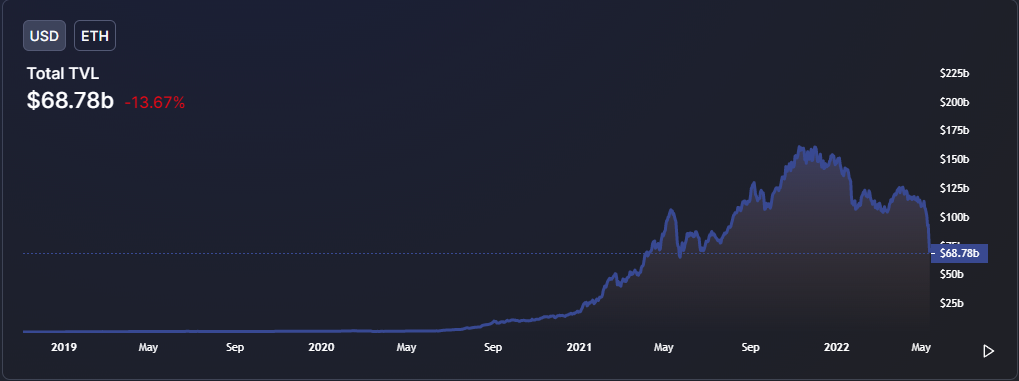 USD ETH
Total TVL
$68.78b -13.67%
$225b
$200b
$175b
$150b
$125b
$100b
$68.78b
$50b
$25b
2019 May Sep 2020 May Sep 2021 May Sep 2022 May